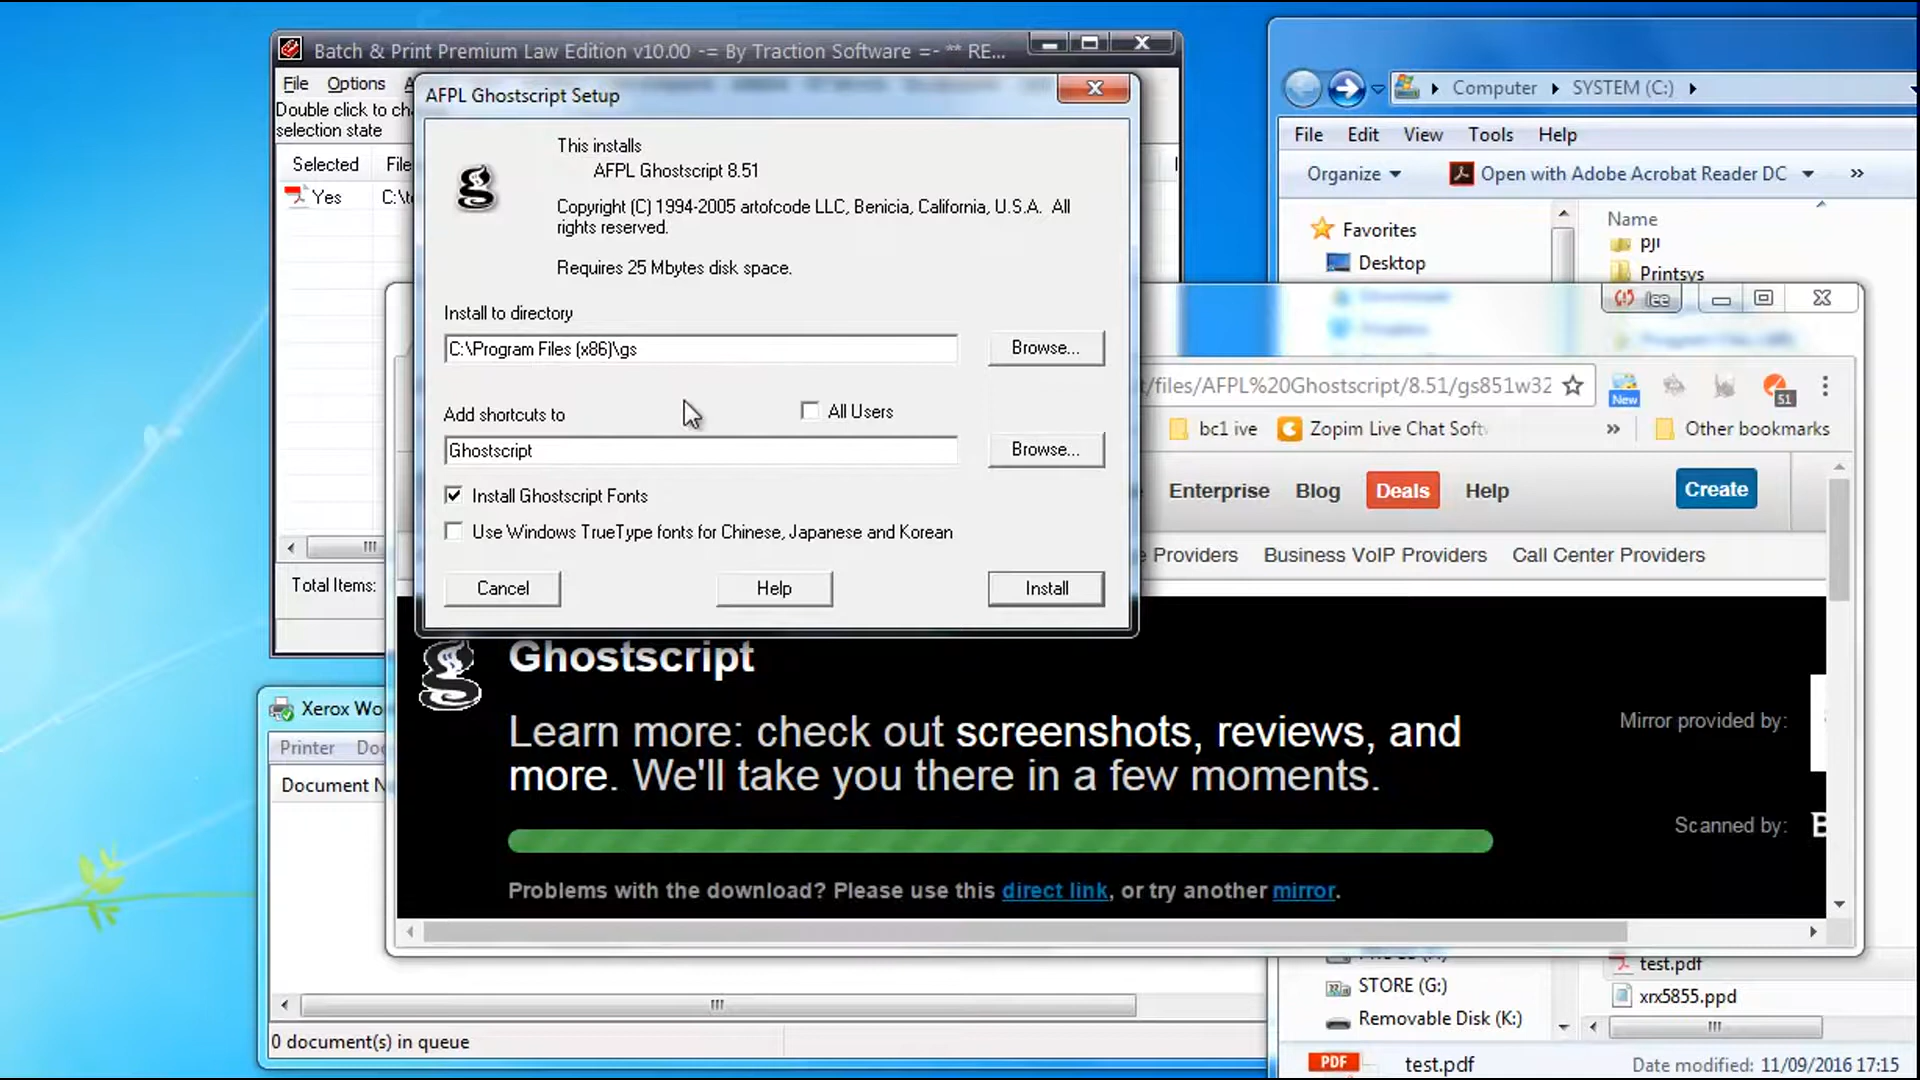 Batch & Print Premium Law Edition v10.00 -= By Traction Software =- ** RE...
File Options
Double click to
selection state
Selected
Yes
Total Items:
AFPL Ghostscript Setup
This installs
AFPL Ghostscript 8.51
Copyright (C) 1994-2005 artofcode LLC, Benicia, California, U.S.A. All
rights reserved.
Requires 25 Mbytes disk space.
Install to directory
C:\Program Files (x86)\gs
Browse...
Add shortcuts to
All Users
Ghostscript
Browse...
Install Ghostscript Fonts
Use Windows TrueType fonts for Chinese, Japanese and Korean
Cancel
Help
Install
Computer
SYSTEM (C:)
File Edit View Tools Help
Organize
Open with Adobe Acrobat Reader DC
»
Favorites
Desktop
Name
Printsys
lee
/files/AFPL%20Ghostscript/8.51/gs851w32
New
51
bc1 ive
Zopim Live Chat Soft
»
Other bookmarks
Enterprise
Blog
Deals
Help
Create
Providers
Business VoIP Providers
Call Center Providers
Ghostscript
Learn more: check out screenshots, reviews, and
more. We'll take you there in a few moments.
Problems with the download? Please use this direct link, or try another mirror.
Mirror provided by:
Scanned by:
Xerox
Printer
Document
0 document(s) in queue
STORE (G:)
Removable Disk (K:)
test.pdf
xrx5855.ppd
PDF
test.pdf
Date modified: 11/09/2016 17:15